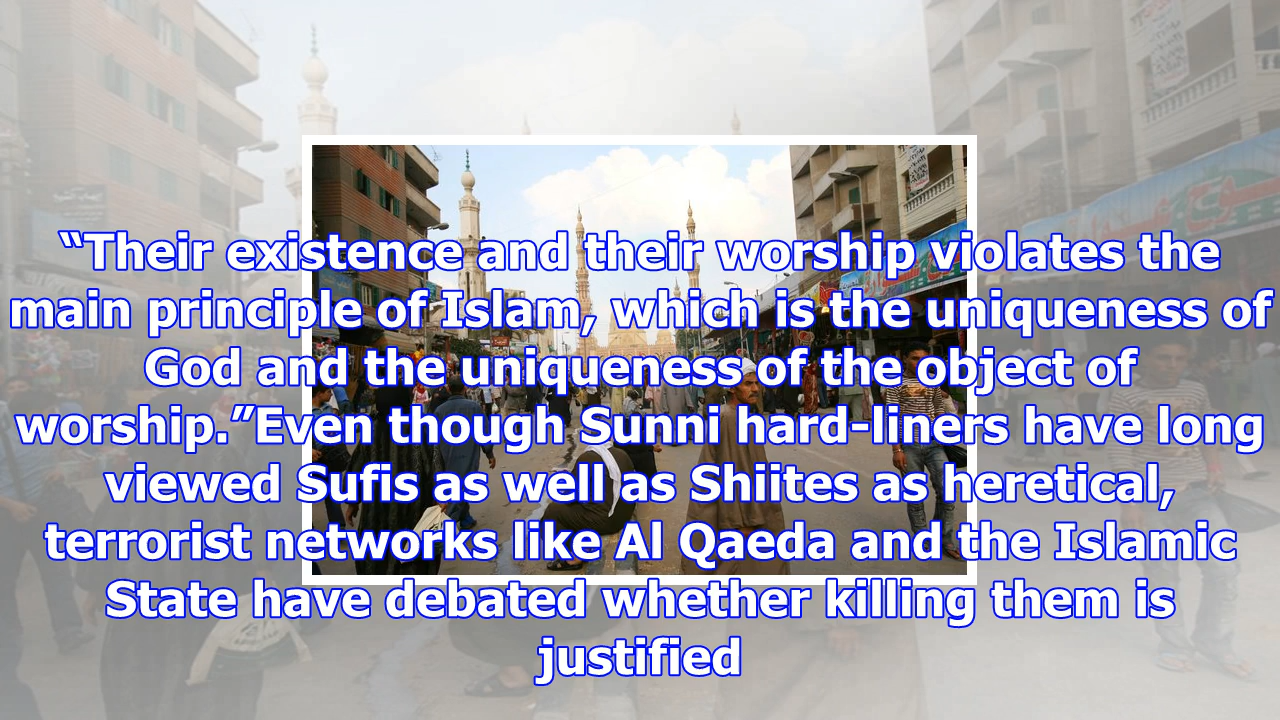 “Their existence and their worship violates the
main principle of Islam, which is the uniqueness of
God and the uniqueness of the object of
worship.”Even though Sunni hard-liners have long
viewed Sufis as well as Shiites as heretical,
terrorist networks like Al Qaeda and the Islamic
State have debated whether killing them is
justified